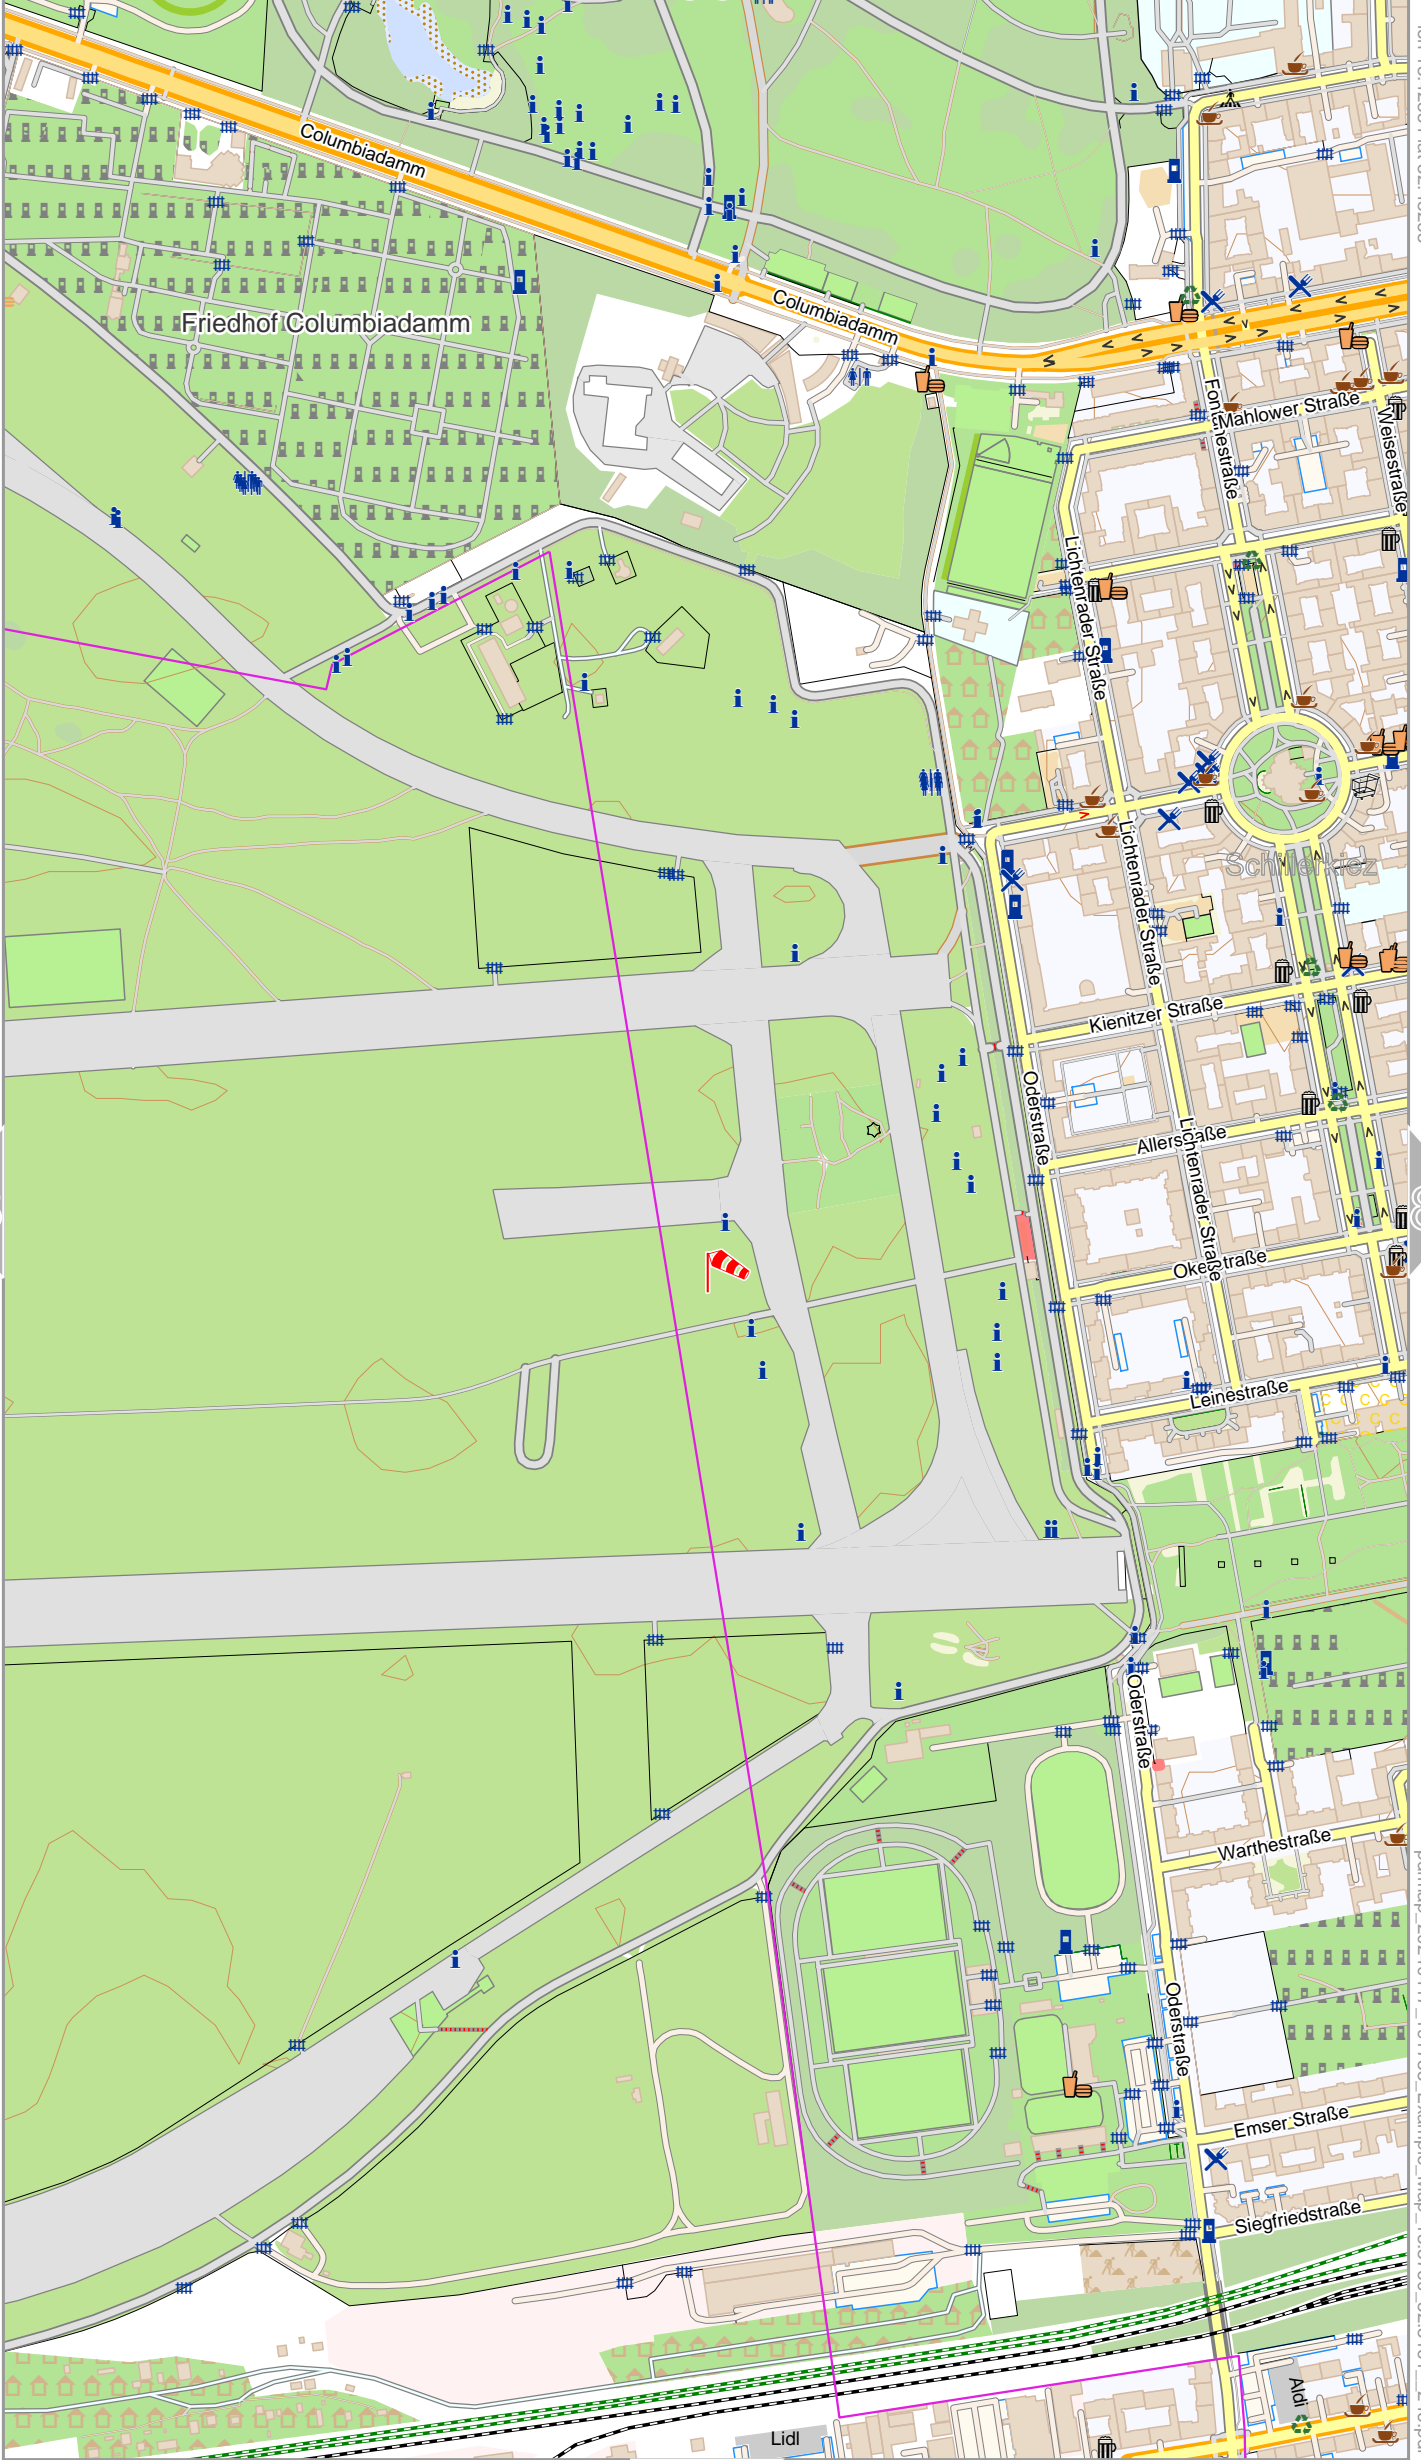 Columbiadamm
Friedhof Columbiadamm
Columbiadamm
Mahlower Straße
Weisestraße
Lichtenrader Straße
Schillerkiez
Lichtenrader Straße
Kienitzer Straße
Oderstraße
Allerstraße
Lichtenrader Straße
Okerstraße
Leinestraße
Oderstraße
Warthestraße
Oderstraße
Emser Straße
Siegfriedstraße
Aldi
Lidl